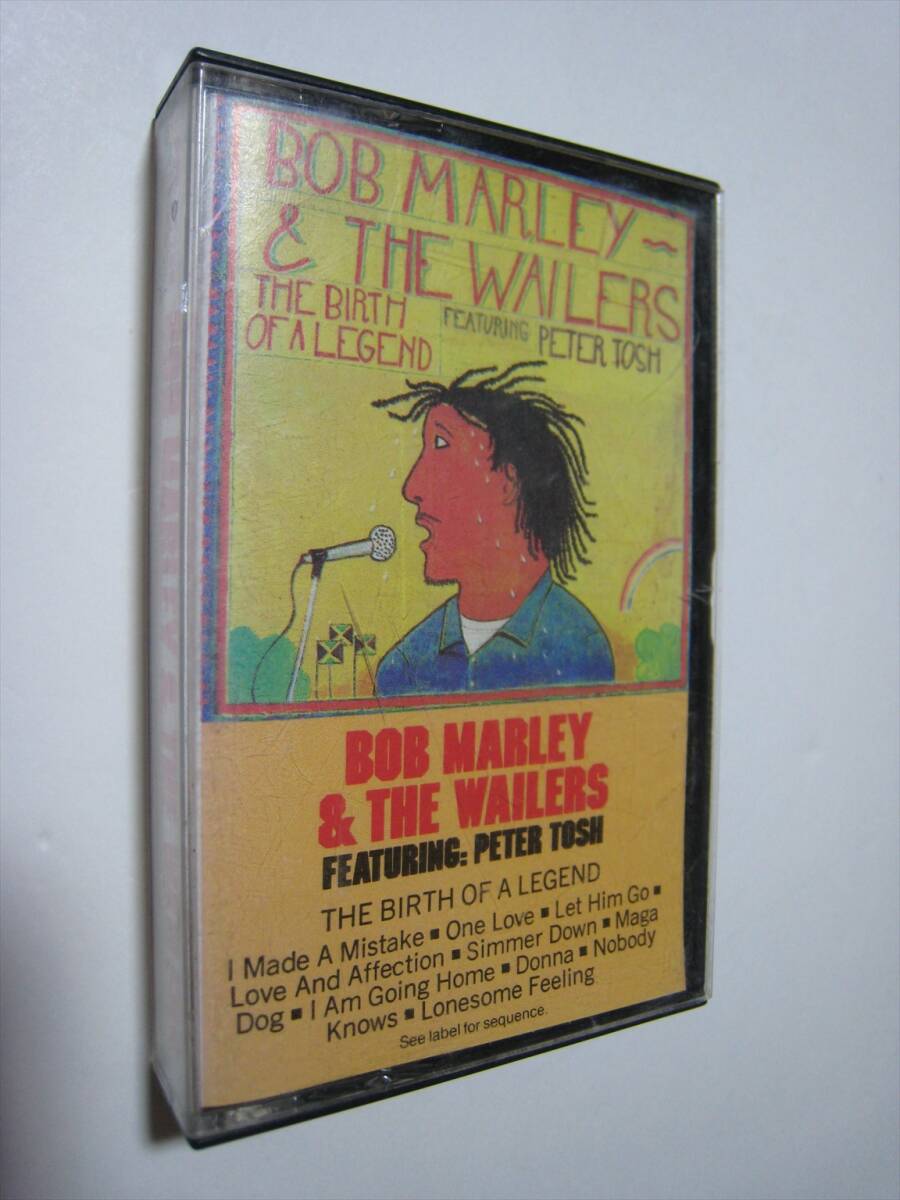 BOB MARLEY ~
& THE WAILERS
THE BIRTH
OF A LEGEND
FEATURING PETER TOSH
BOB MARLEY
& THE WAILERS
FEATURING: PETER TOSH
THE BIRTH OF A LEGEND
I Made A Mistake ▪ One Love ▪ Let Him Go ▪
Love And Affection ▪ Simmer Down ▪ Maga
Dog ▪ I Am Going Home ▪ Donna ▪ Nobody
Knows ▪ Lonesome Feeling
See label for sequence.